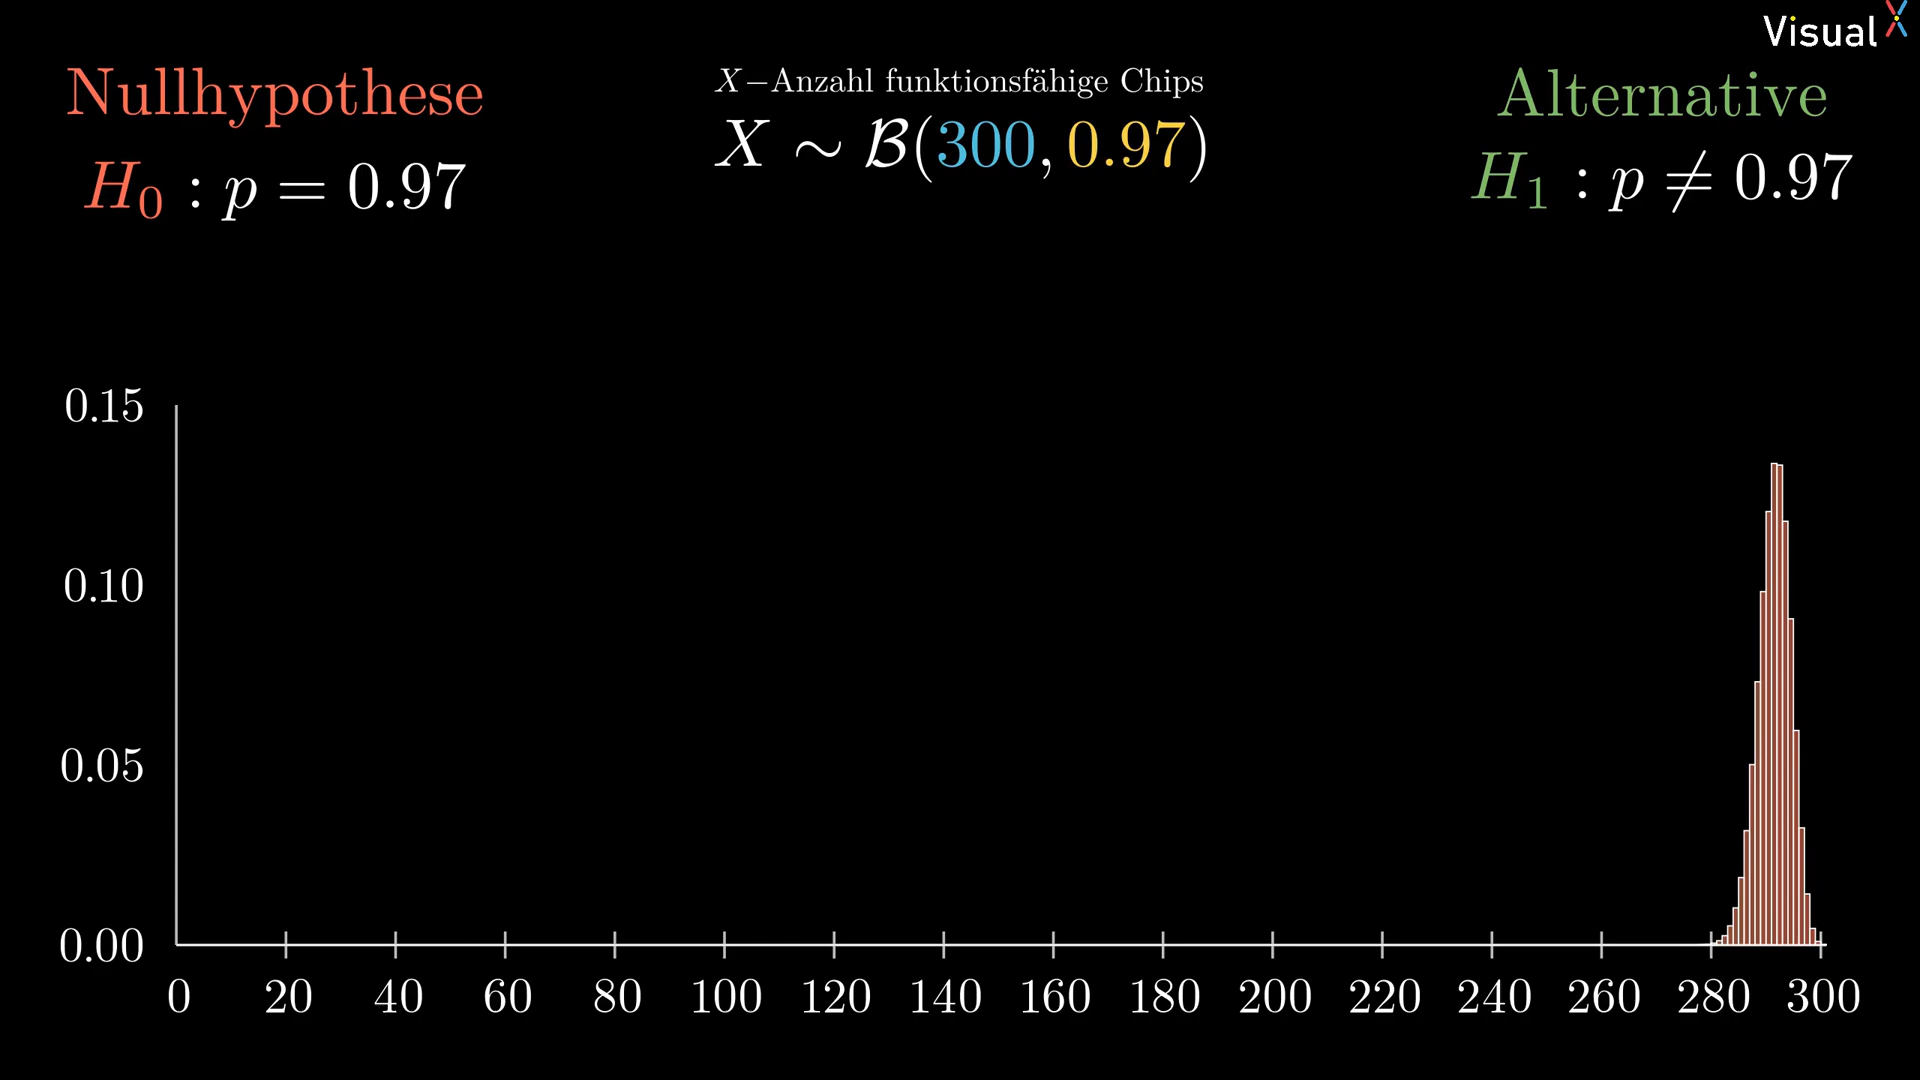 Visual X
Nullhypothese
H₀ : p = 0.97
X−Anzahl funktionsfähige Chips
X ∼ ℬ(300, 0.97)
Alternative
H₁ : p ≠ 0.97
0.15
0.10
0.05
0.00
0 20 40 60 80 100 120 140 160 180 200 220 240 260 280 300